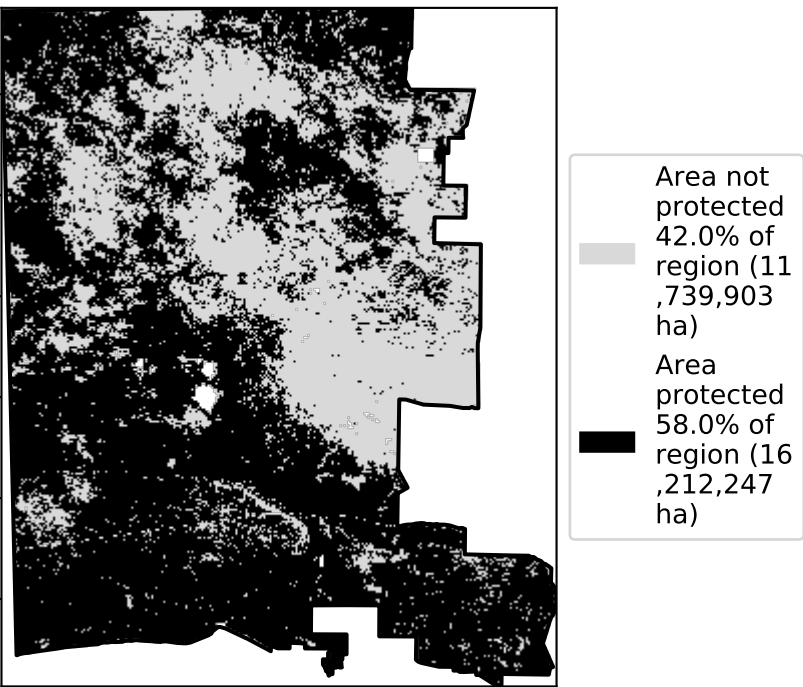 Area not
protected
42.0% of
region (11
,739,903
ha)
Area
protected
58.0% of
region (16
,212,247
ha)